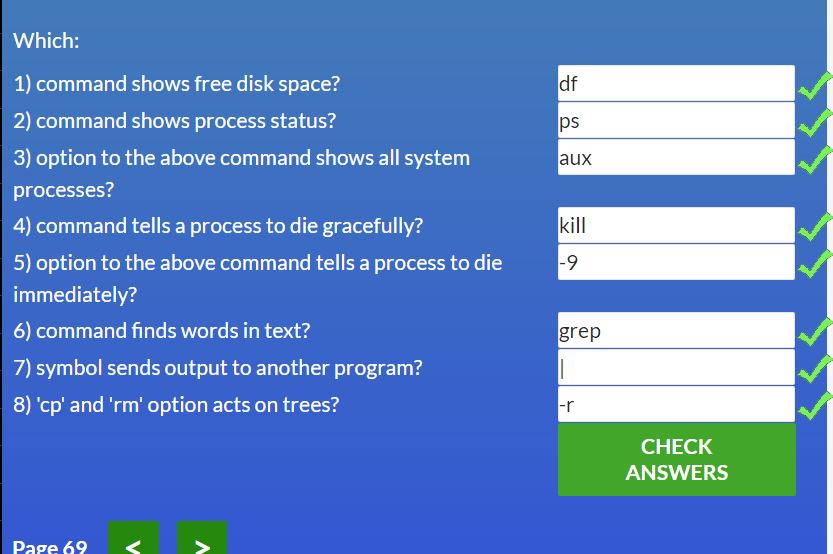 Which:
1) command shows free disk space? df
2) command shows process status? ps
3) option to the above command shows all system aux
processes?
4) command tells a process to die gracefully? kill
5) option to the above command tells a process to die -9
immediately?
6) command finds words in text? grep
7) symbol sends output to another program? |
8) 'cp' and 'rm' option acts on trees? -r
CHECK
ANSWERS
Page 69 < >